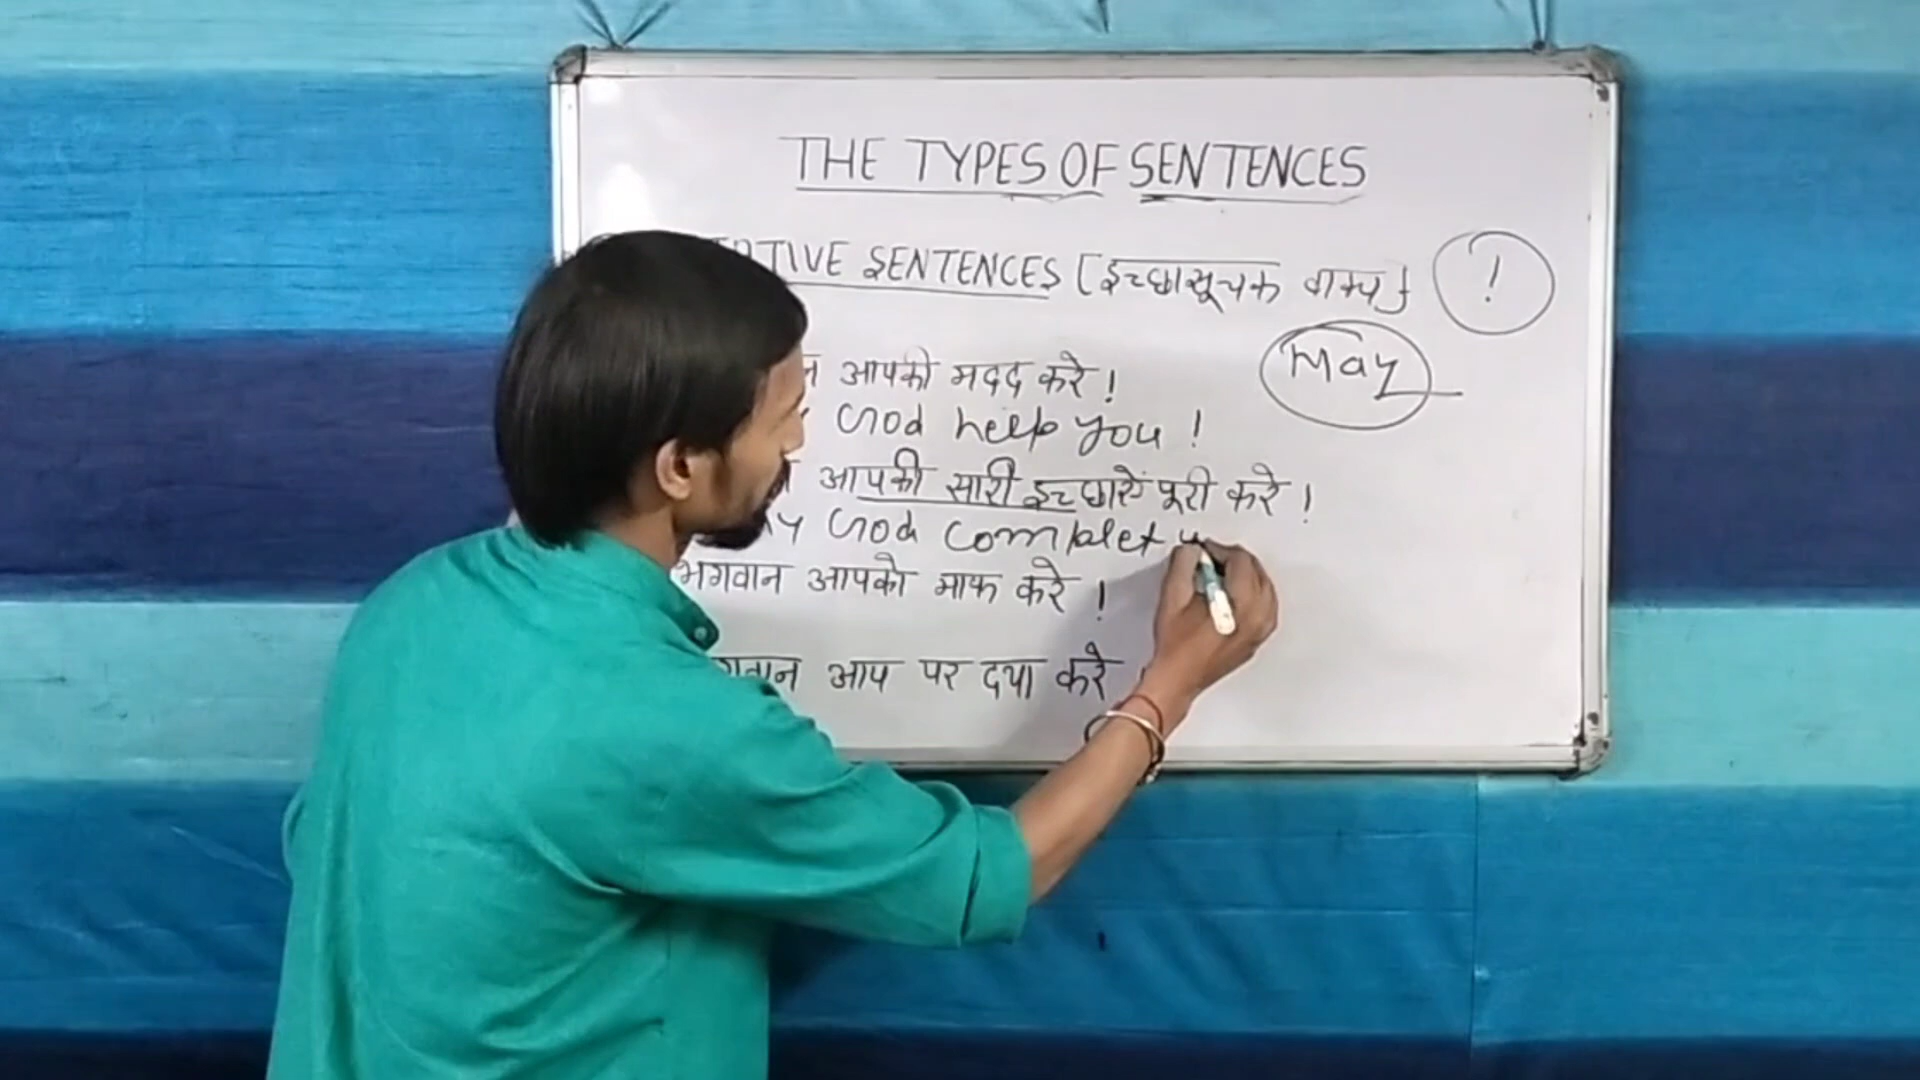 THE TYPES OF SENTENCES
SENTENCES [इच्छासूचक वाक्य]
!
May
आपको मदद करे !
God help you !
आपकी सारी इच्छाऐं पूरी करे !
God complet
भगवान आपको माफ करे !
आप पर दया करे